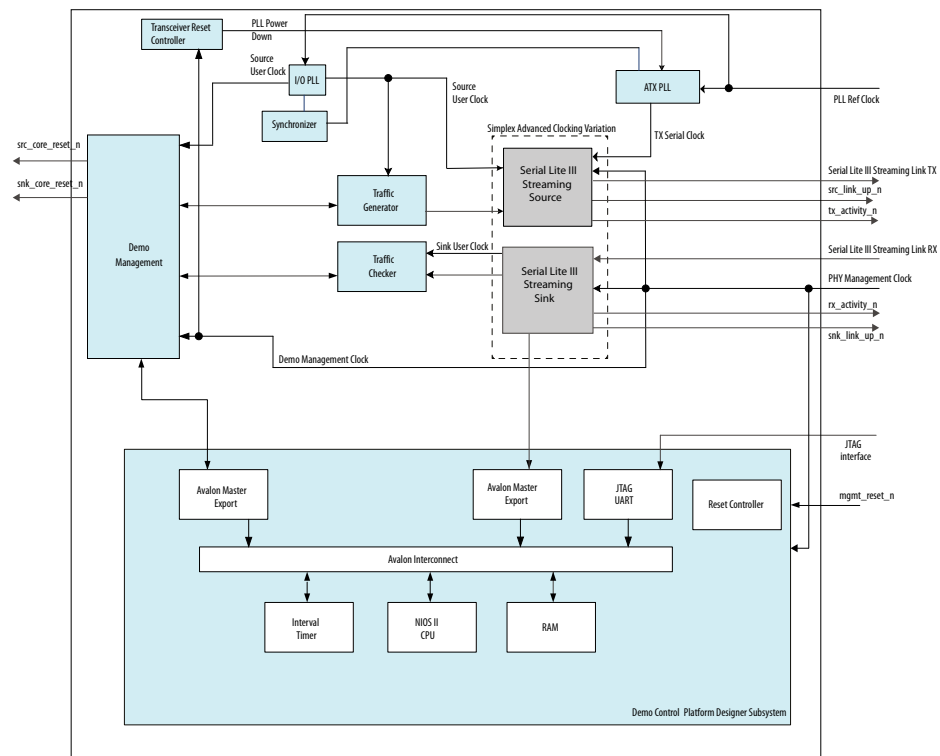 Transceiver Reset
Controller
PLL Power
Down
Source
User Clock
I/O PLL
Source
User Clock
ATX PLL
PLL Ref Clock
Synchronizer
TX Serial Clock
Simplex Advanced Clocking Variation
src_core_reset_n
snk_core_reset_n
Serial Lite III
Streaming
Source
Serial Lite III Streaming Link TX
src_link_up_n
tx_activity_n
Traffic
Generator
Demo
Management
Sink User Clock
Traffic
Checker
Serial Lite III
Streaming
Sink
Serial Lite III Streaming Link RX
PHY Management Clock
rx_activity_n
snk_link_up_n
Demo Management Clock
JTAG
interface
Avalon Master
Export
Avalon Master
Export
JTAG
UART
Reset Controller
mgmt_reset_n
Avalon Interconnect
Interval
Timer
NIOS II
CPU
RAM
Demo Control Platform Designer Subsystem